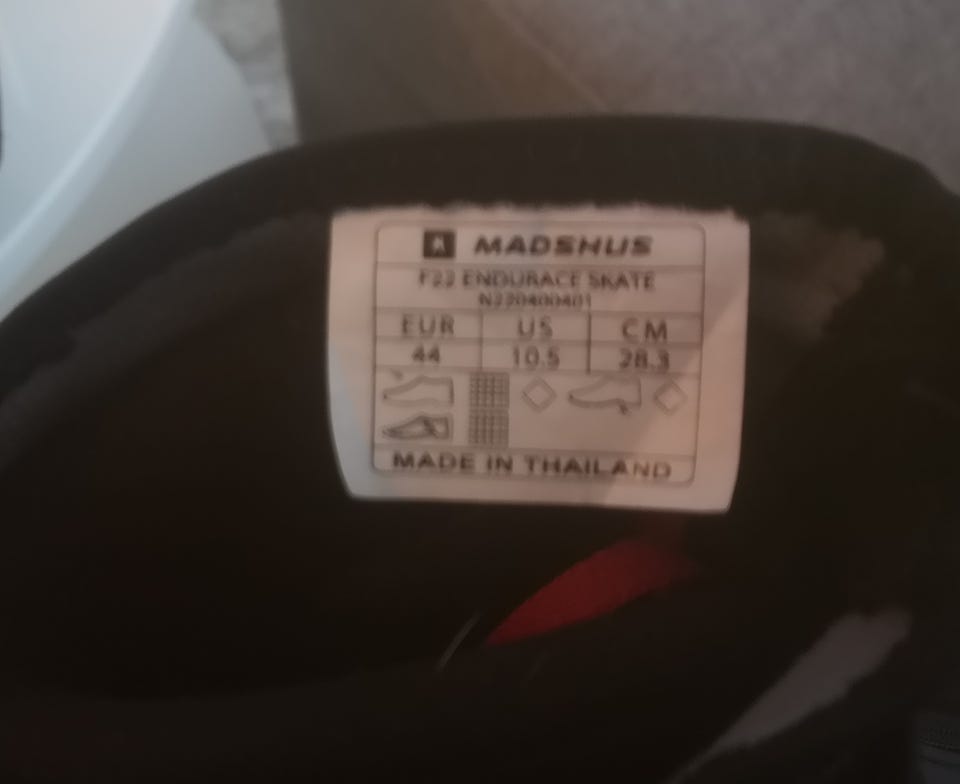 MADSHUS
F22 ENDURACE SKATE
N220400401
EUR US CM
44 10.5 28.3
MADE IN THAILAND